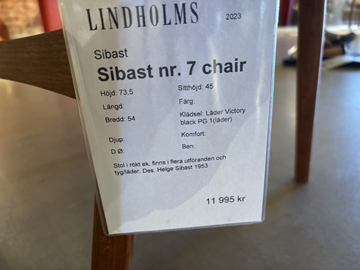 LINDHOLMS 2023
Sibast
Sibast nr. 7 chair
Höjd: 73,5 Sitthöjd: 45
Längd: Färg:
Bredd: 54 Klädsel: Läder Victory
black PG 1(läder)
Djup: Komfort:
D Ø: Ben:
Stol i rökt ek, finns i flera utföranden och
tyg/läder. Des. Helge Sibast 1953
11 995 kr